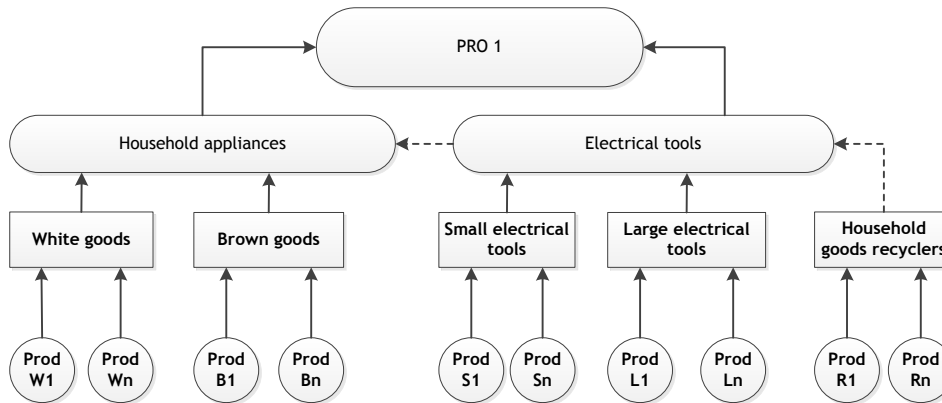 PRO 1
Household appliances
Electrical tools
White goods
Brown goods
Small electrical
tools
Large electrical
tools
Household
goods recyclers
Prod
W1
Prod
Wn
Prod
B1
Prod
Bn
Prod
S1
Prod
Sn
Prod
L1
Prod
Ln
Prod
R1
Prod
Rn